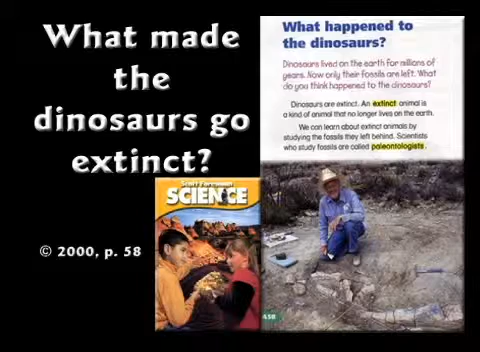 What made
the
dinosaurs go
extinct?
© 2000, p. 58
Scott Foresman
SCIENCE
What happened to
the dinosaurs?
Dinosaurs lived on the earth for millions of
years. Now only their fossils are left. What
do you think happened to the dinosaurs?
Dinosaurs are extinct. An extinct animal is
a kind of animal that no longer lives on the earth.
We can learn about extinct animals by
studying the fossils they left behind. Scientists
who study fossils are called paleontologists.